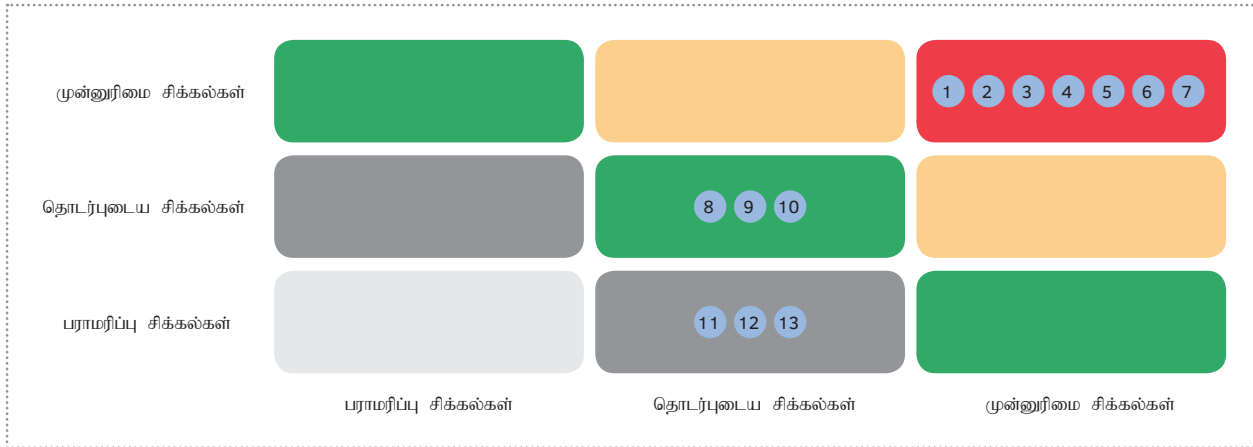 முன்னுரிமை சிக்கல்கள்
1 2 3 4 5 6 7
தொடர்புடைய சிக்கல்கள்
8 9 10
பராமரிப்பு சிக்கல்கள்
11 12 13
பராமரிப்பு சிக்கல்கள்
தொடர்புடைய சிக்கல்கள்
முன்னுரிமை சிக்கல்கள்